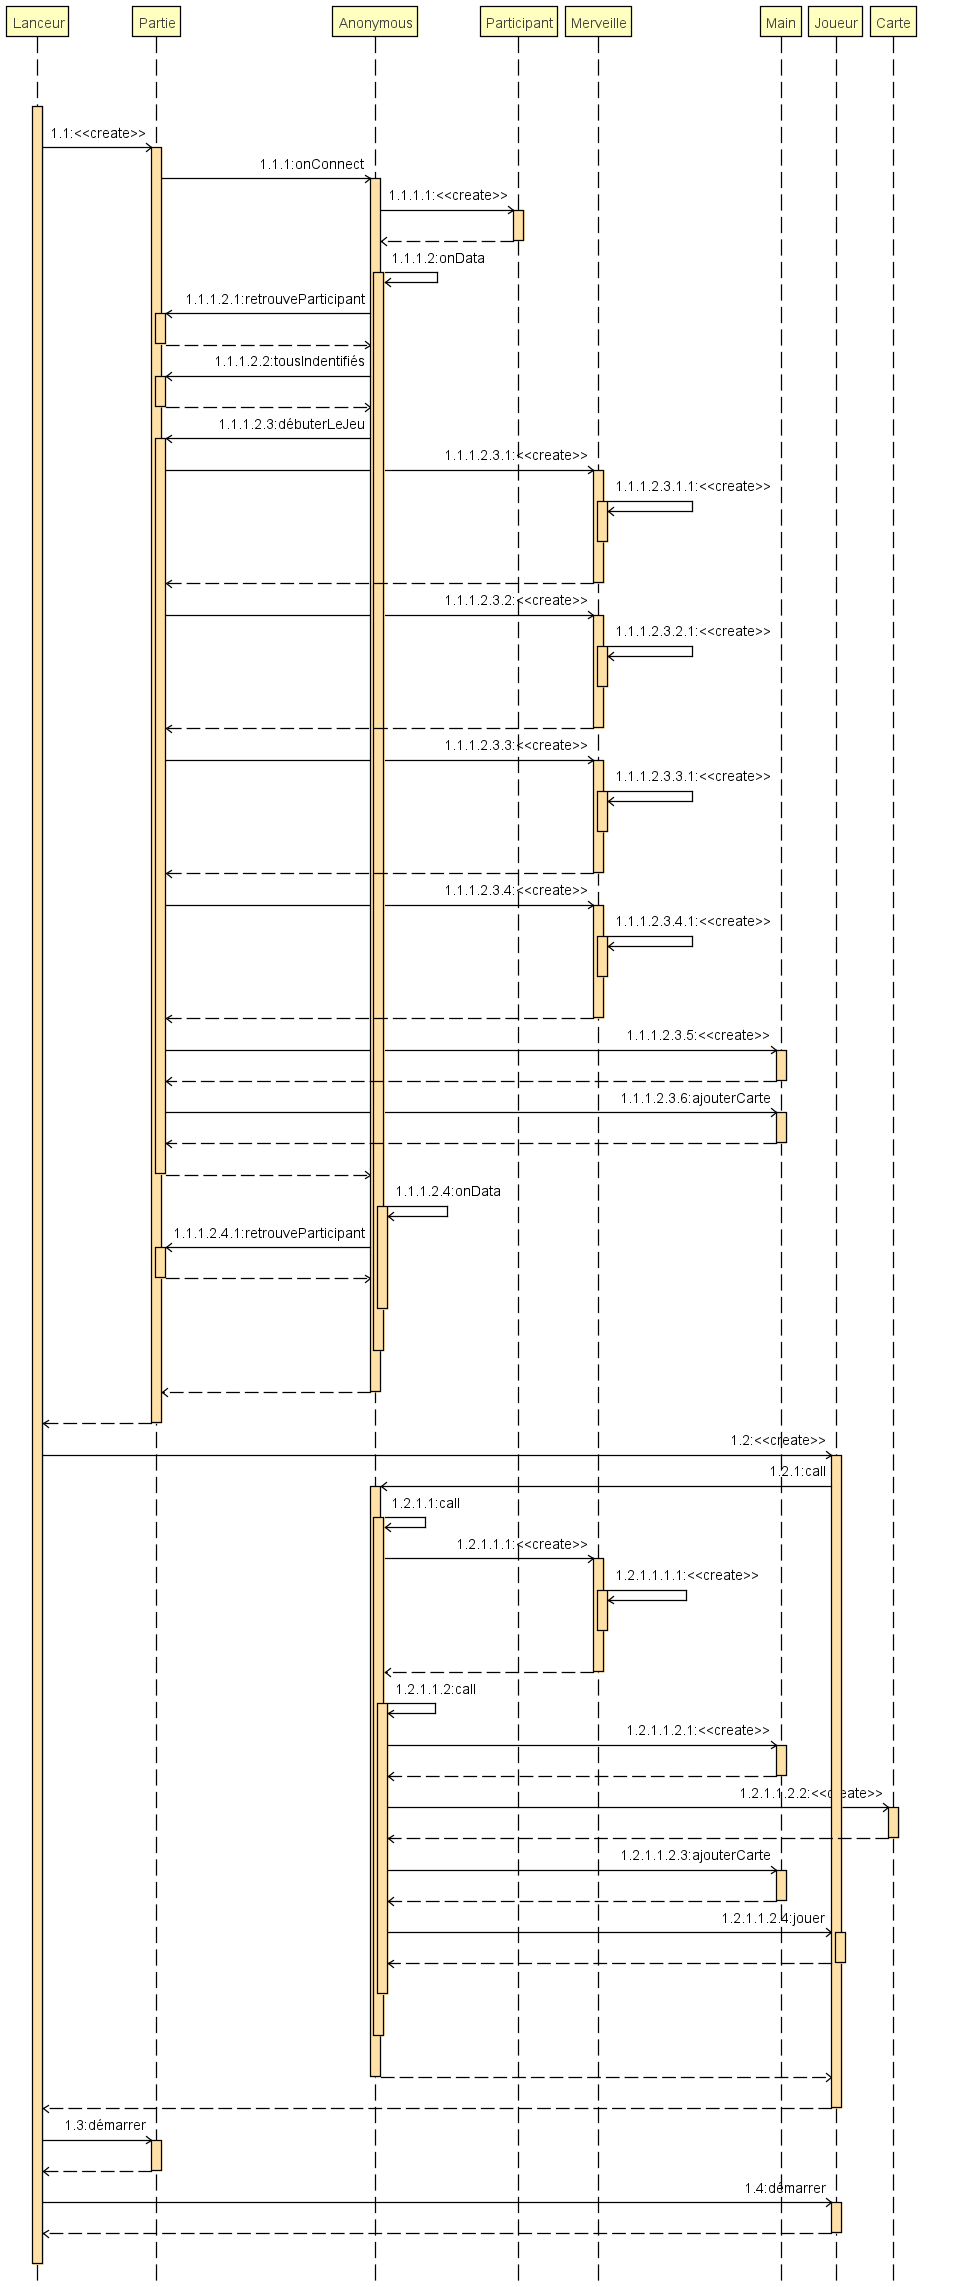 Lanceur Partie Anonymous Participant Merveille Main Joueur Carte
1.1:<<create>>
1.1.1:onConnect
1.1.1.1:<<create>>
1.1.1.2:onData
1.1.1.2.1:retrouveParticipant
1.1.1.2.2:tousIndentifiés
1.1.1.2.3:débuterLeJeu
1.1.1.2.3.1:<<create>>
1.1.1.2.3.1.1:<<create>>
1.1.1.2.3.2:<<create>>
1.1.1.2.3.2.1:<<create>>
1.1.1.2.3.3:<<create>>
1.1.1.2.3.3.1:<<create>>
1.1.1.2.3.4:<<create>>
1.1.1.2.3.4.1:<<create>>
1.1.1.2.3.5:<<create>>
1.1.1.2.3.6:ajouterCarte
1.1.1.2.4:onData
1.1.1.2.4.1:retrouveParticipant
1.2:<<create>>
1.2.1:call
1.2.1.1:call
1.2.1.1.1:<<create>>
1.2.1.1.1.1:<<create>>
1.2.1.1.2:call
1.2.1.1.2.1:<<create>>
1.2.1.1.2.2:<<create>>
1.2.1.1.2.3:ajouterCarte
1.2.1.1.2.4:jouer
1.3:démarrer
1.4:démarrer